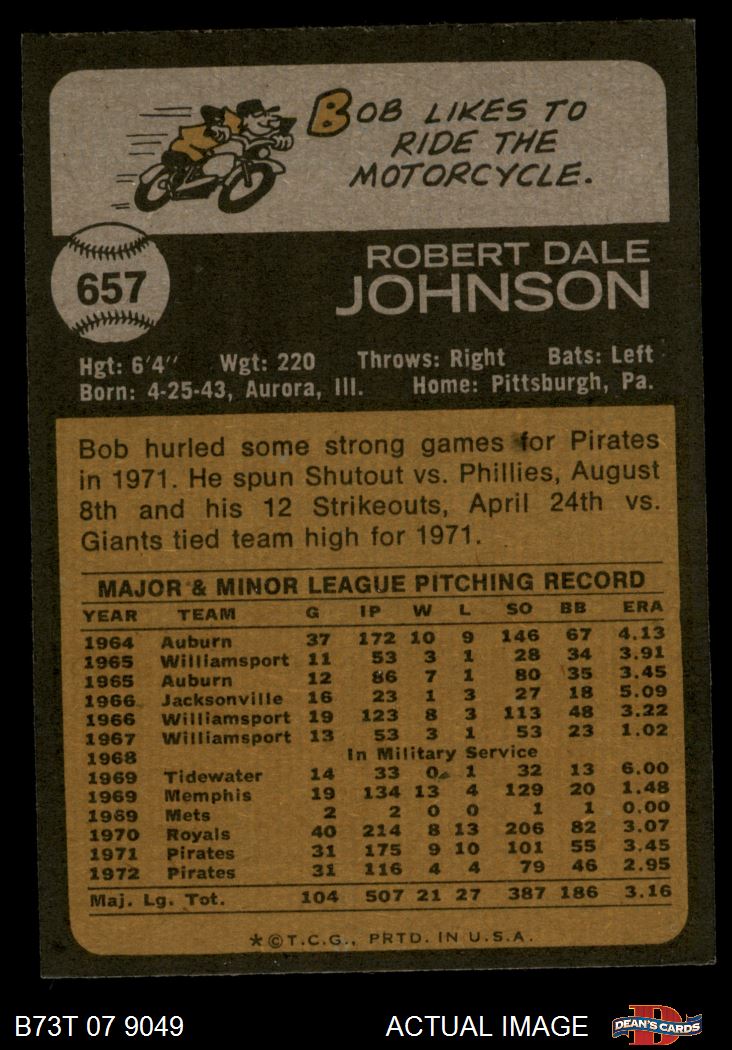 BOB LIKES TO
RIDE THE
MOTORCYCLE.
657
ROBERT DALE
JOHNSON
Hgt: 6'4" Wgt: 220 Throws: Right Bats: Left
Born: 4-25-43, Aurora, Ill. Home: Pittsburgh, Pa.
Bob hurled some strong games for Pirates
in 1971. He spun Shutout vs. Phillies, August
8th and his 12 Strikeouts, April 24th vs.
Giants tied team high for 1971.
MAJOR & MINOR LEAGUE PITCHING RECORD
YEAR TEAM G IP W L SO BB ERA
1964 Auburn 37 172 10 9 146 67 4.13
1965 Williamsport 11 53 3 1 28 34 3.91
1965 Auburn 12 86 7 1 80 35 3.45
1966 Jacksonville 16 23 1 3 27 18 5.09
1966 Williamsport 19 123 8 3 113 48 3.22
1967 Williamsport 13 53 3 1 53 23 1.02
1968 In Military Service
1969 Tidewater 14 33 0 1 32 13 6.00
1969 Memphis 19 134 13 4 129 20 1.48
1969 Mets 2 2 0 0 1 1 0.00
1970 Royals 40 214 8 13 206 82 3.07
1971 Pirates 31 175 9 10 101 55 3.45
1972 Pirates 31 116 4 4 79 46 2.95
Maj. Lg. Tot. 104 507 21 27 387 186 3.16
*©T.C.G., PRTD. IN U.S.A.
B73T 07 9049 ACTUAL IMAGE
D
DEAN'S CARDS